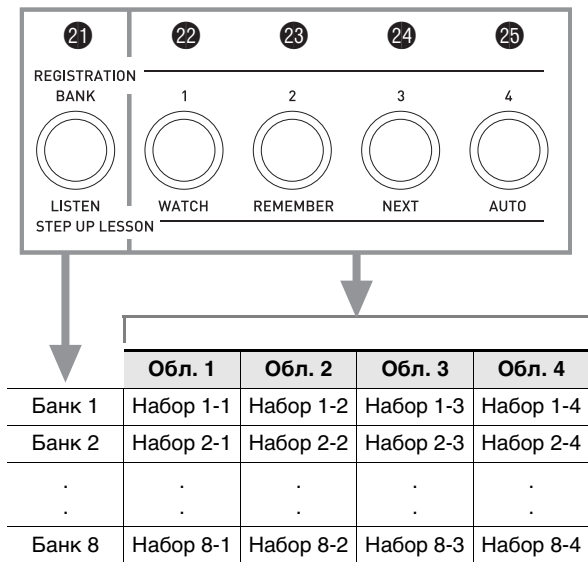 21 22 23 24 25
REGISTRATION
BANK 1 2 3 4
LISTEN WATCH REMEMBER NEXT AUTO
STEP UP LESSON
Обл. 1 Обл. 2 Обл. 3 Обл. 4
Банк 1 Набор 1-1 Набор 1-2 Набор 1-3 Набор 1-4
Банк 2 Набор 2-1 Набор 2-2 Набор 2-3 Набор 2-4
. . . . .
. . . . .
Банк 8 Набор 8-1 Набор 8-2 Набор 8-3 Набор 8-4